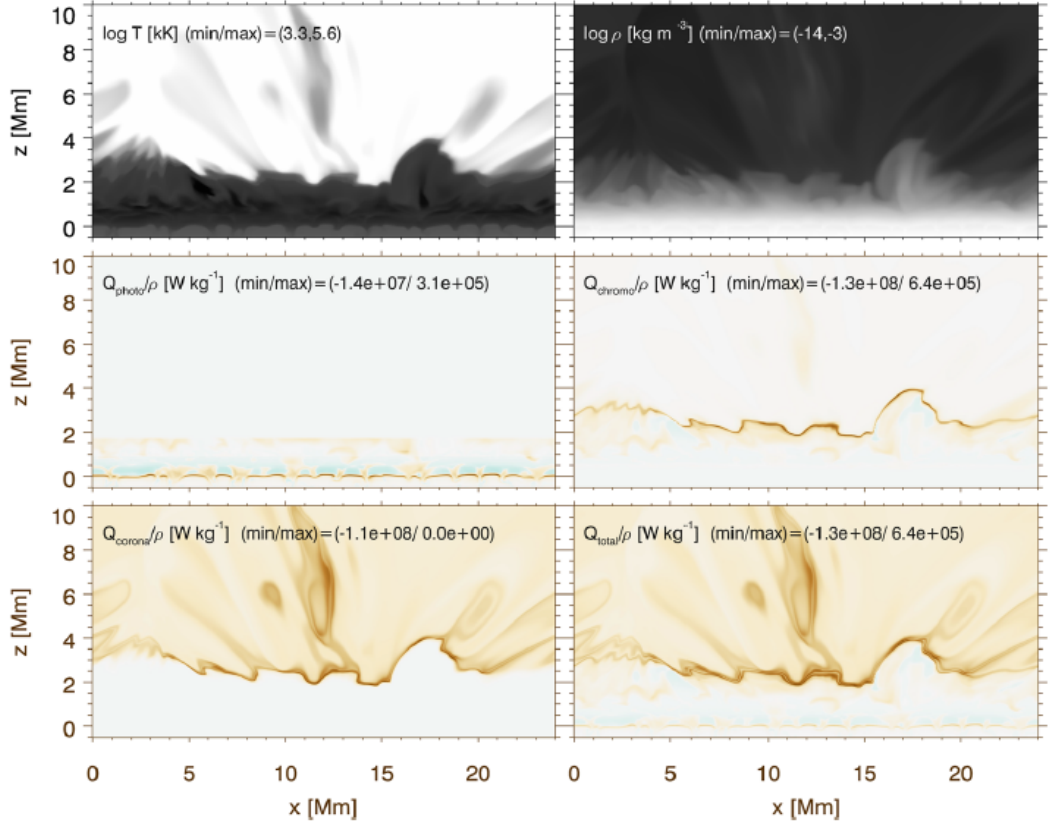 log T [kK] (min/max)=(3.3,5.6)
log ρ [kg m⁻³] (min/max)=(-14,-3)
10
8
6
4
2
0
z [Mm]
Q_photo/ρ [W kg⁻¹] (min/max)=(-1.4e+07/ 3.1e+05)
Q_chromo/ρ [W kg⁻¹] (min/max)=(-1.3e+08/ 6.4e+05)
10
8
6
4
2
0
z [Mm]
Q_corona/ρ [W kg⁻¹] (min/max)=(-1.1e+08/ 0.0e+00)
Q_total/ρ [W kg⁻¹] (min/max)=(-1.3e+08/ 6.4e+05)
10
8
6
4
2
0
z [Mm]
0 5 10 15 20
0 5 10 15 20
x [Mm]
x [Mm]